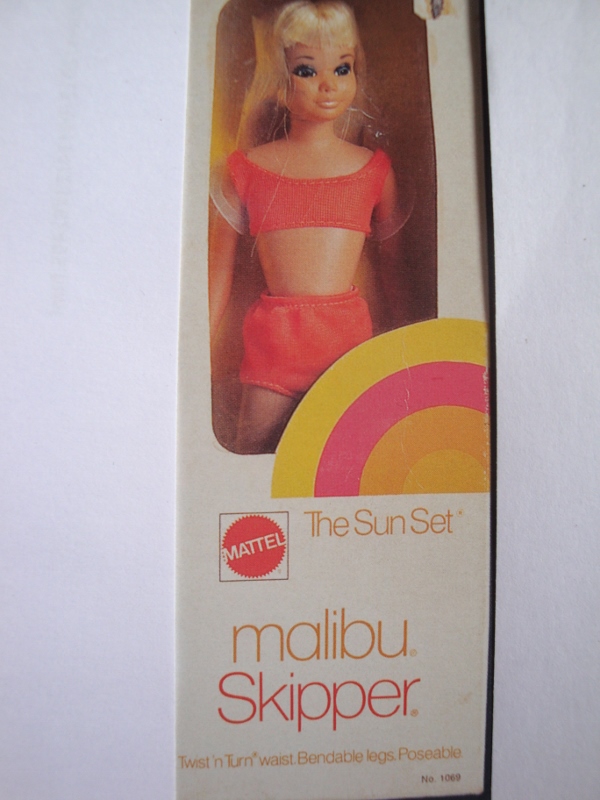 The Sun Set*
MATTEL
malibu®
Skipper®
Twist 'n Turn* waist. Bendable legs. Poseable.
No. 1069